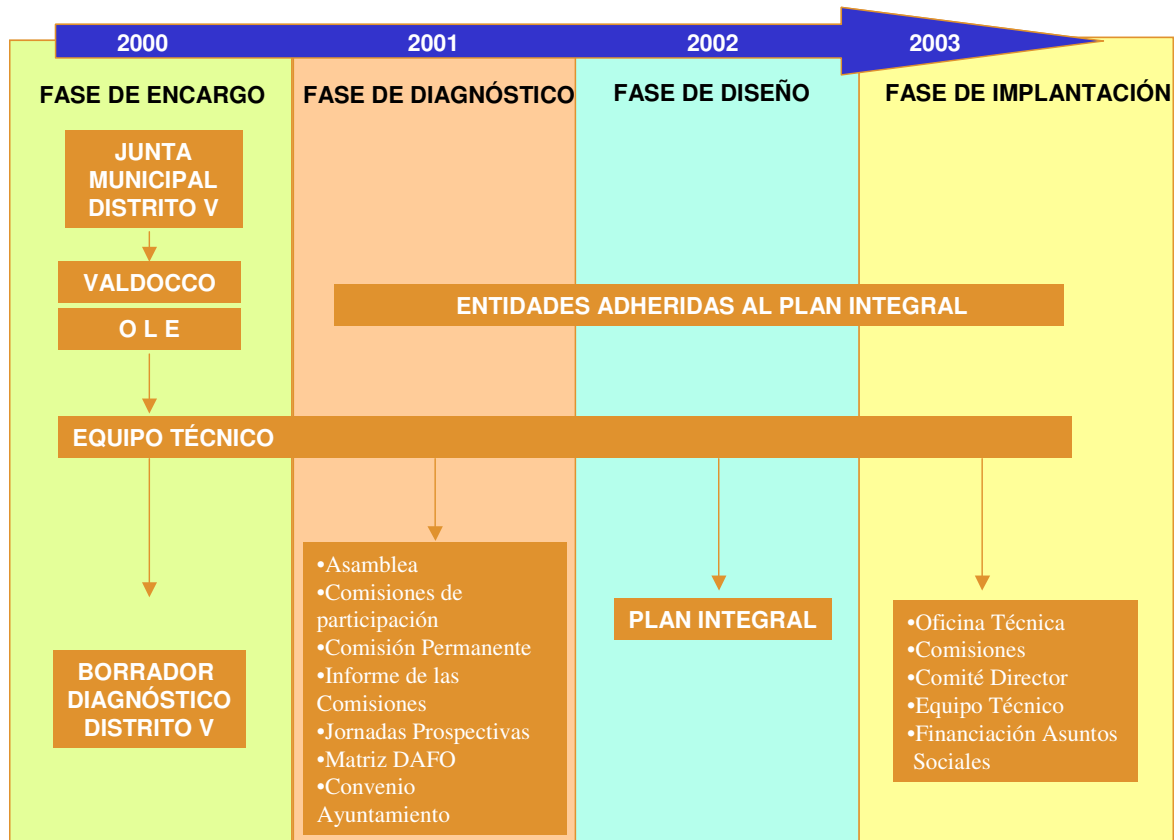 2000
2001
2002
2003
FASE DE ENCARGO
FASE DE DIAGNÓSTICO
FASE DE DISEÑO
FASE DE IMPLANTACIÓN
JUNTA
MUNICIPAL
DISTRITO V
VALDOCCO
O L E
ENTIDADES ADHERIDAS AL PLAN INTEGRAL
EQUIPO TÉCNICO
BORRADOR
DIAGNÓSTICO
DISTRITO V
•Asamblea
•Comisiones de
participación
•Comisión Permanente
•Informe de las
Comisiones
•Jornadas Prospectivas
•Matriz DAFO
•Convenio
Ayuntamiento
PLAN INTEGRAL
•Oficina Técnica
•Comisiones
•Comité Director
•Equipo Técnico
•Financiación Asuntos
Sociales